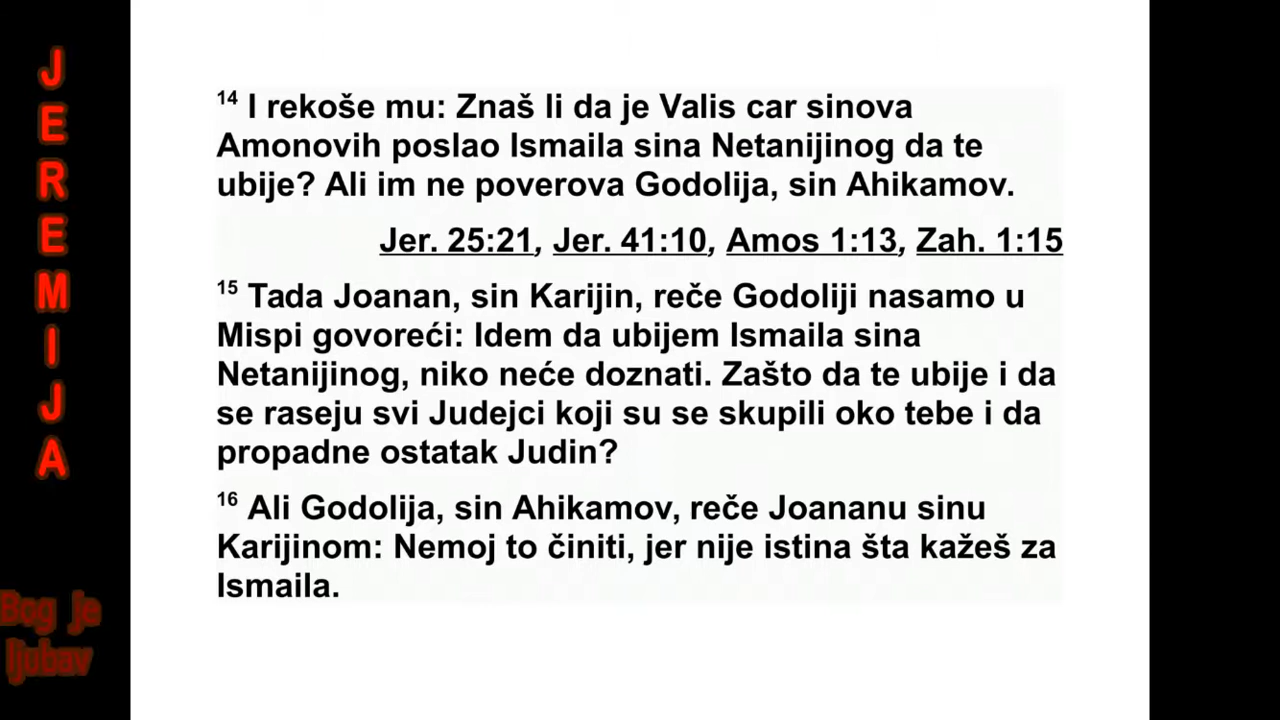 JEREMIJA
Bog je
ljubav
14 I rekoše mu: Znaš li da je Valis car sinova
Amonovih poslao Ismaila sina Netanijinog da te
ubije? Ali im ne poverova Godolija, sin Ahikamov.
Jer. 25:21, Jer. 41:10, Amos 1:13, Zah. 1:15
15 Tada Joanan, sin Karijin, reče Godoliji nasamo u
Mispi govoreći: Idem da ubijem Ismaila sina
Netanijinog, niko neće doznati. Zašto da te ubije i da
se raseju svi Judejci koji su se skupili oko tebe i da
propadne ostatak Judin?
16 Ali Godolija, sin Ahikamov, reče Joananu sinu
Karijinom: Nemoj to činiti, jer nije istina šta kažeš za
Ismaila.